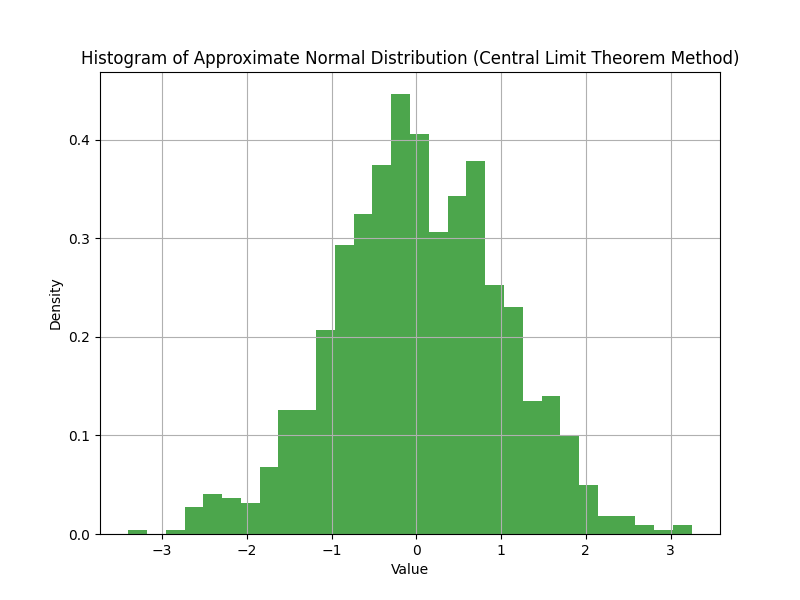 Histogram of Approximate Normal Distribution (Central Limit Theorem Method)
0.4
0.3
0.2
0.1
0.0
Density
−3 −2 −1 0 1 2 3
Value